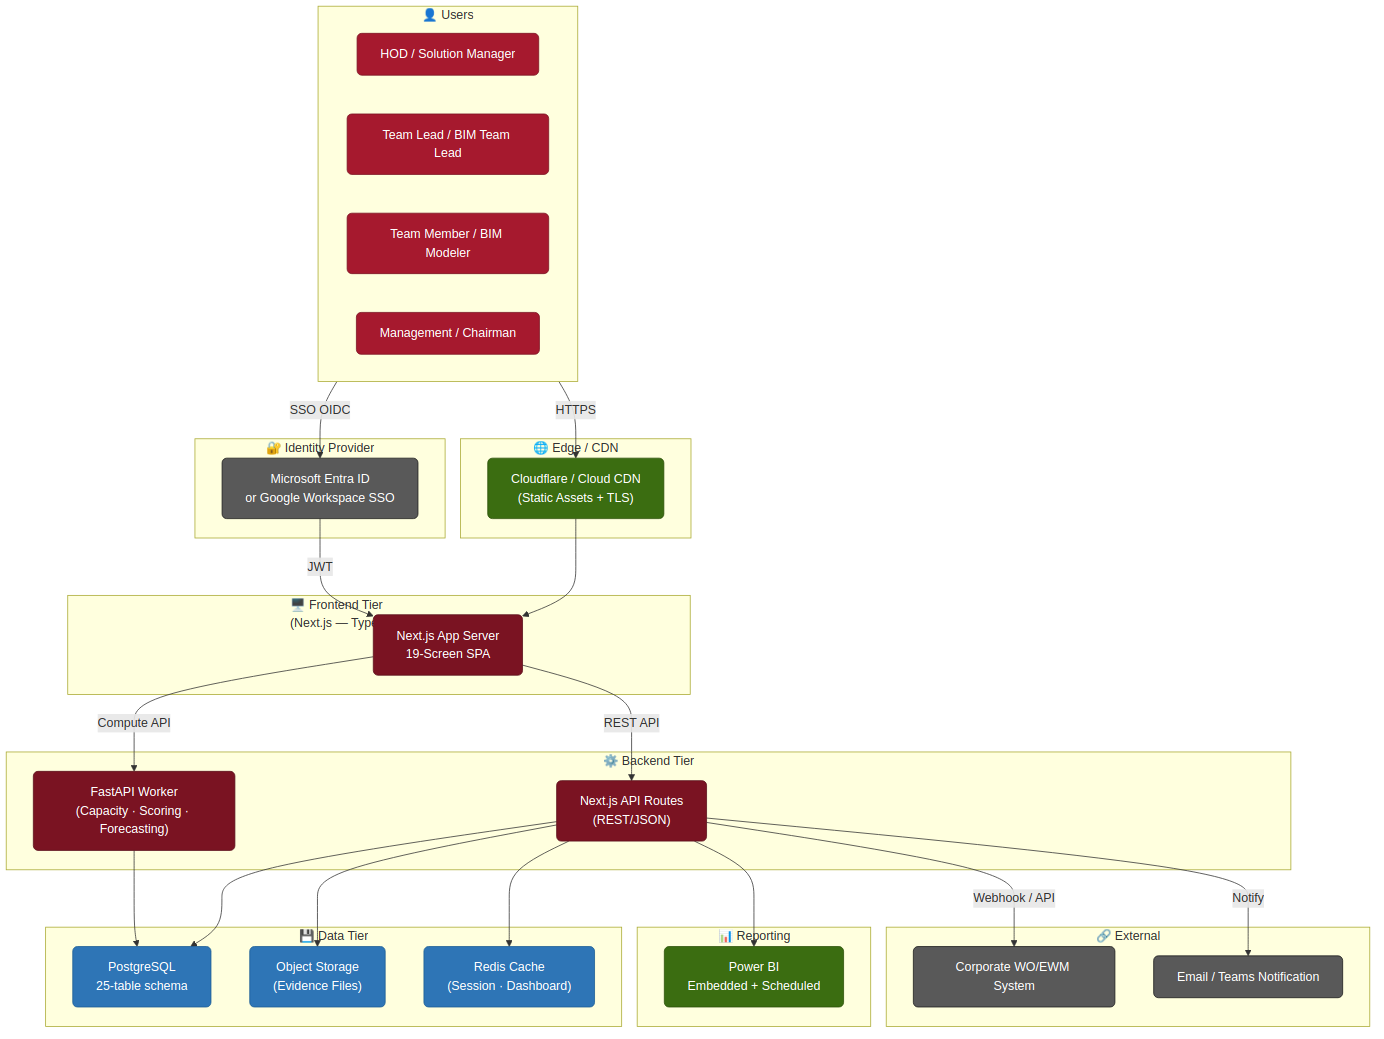 👤 Users
HOD / Solution Manager
Team Lead / BIM Team
Lead
Team Member / BIM
Modeler
Management / Chairman
SSO OIDC
HTTPS
🔐 Identity Provider
Microsoft Entra ID
or Google Workspace SSO
🌐 Edge / CDN
Cloudflare / Cloud CDN
(Static Assets + TLS)
JWT
🖥️ Frontend Tier
(Next.js —
Next.js App Server
19-Screen SPA
Compute API
REST API
⚙️ Backend Tier
FastAPI Worker
(Capacity · Scoring ·
Forecasting)
Next.js API Routes
(REST/JSON)
Webhook / API
Notify
💾 Data Tier
PostgreSQL
25-table schema
Object Storage
(Evidence Files)
Redis Cache
(Session · Dashboard)
📊 Reporting
Power BI
Embedded + Scheduled
🔗 External
Corporate WO/EWM
System
Email / Teams Notification